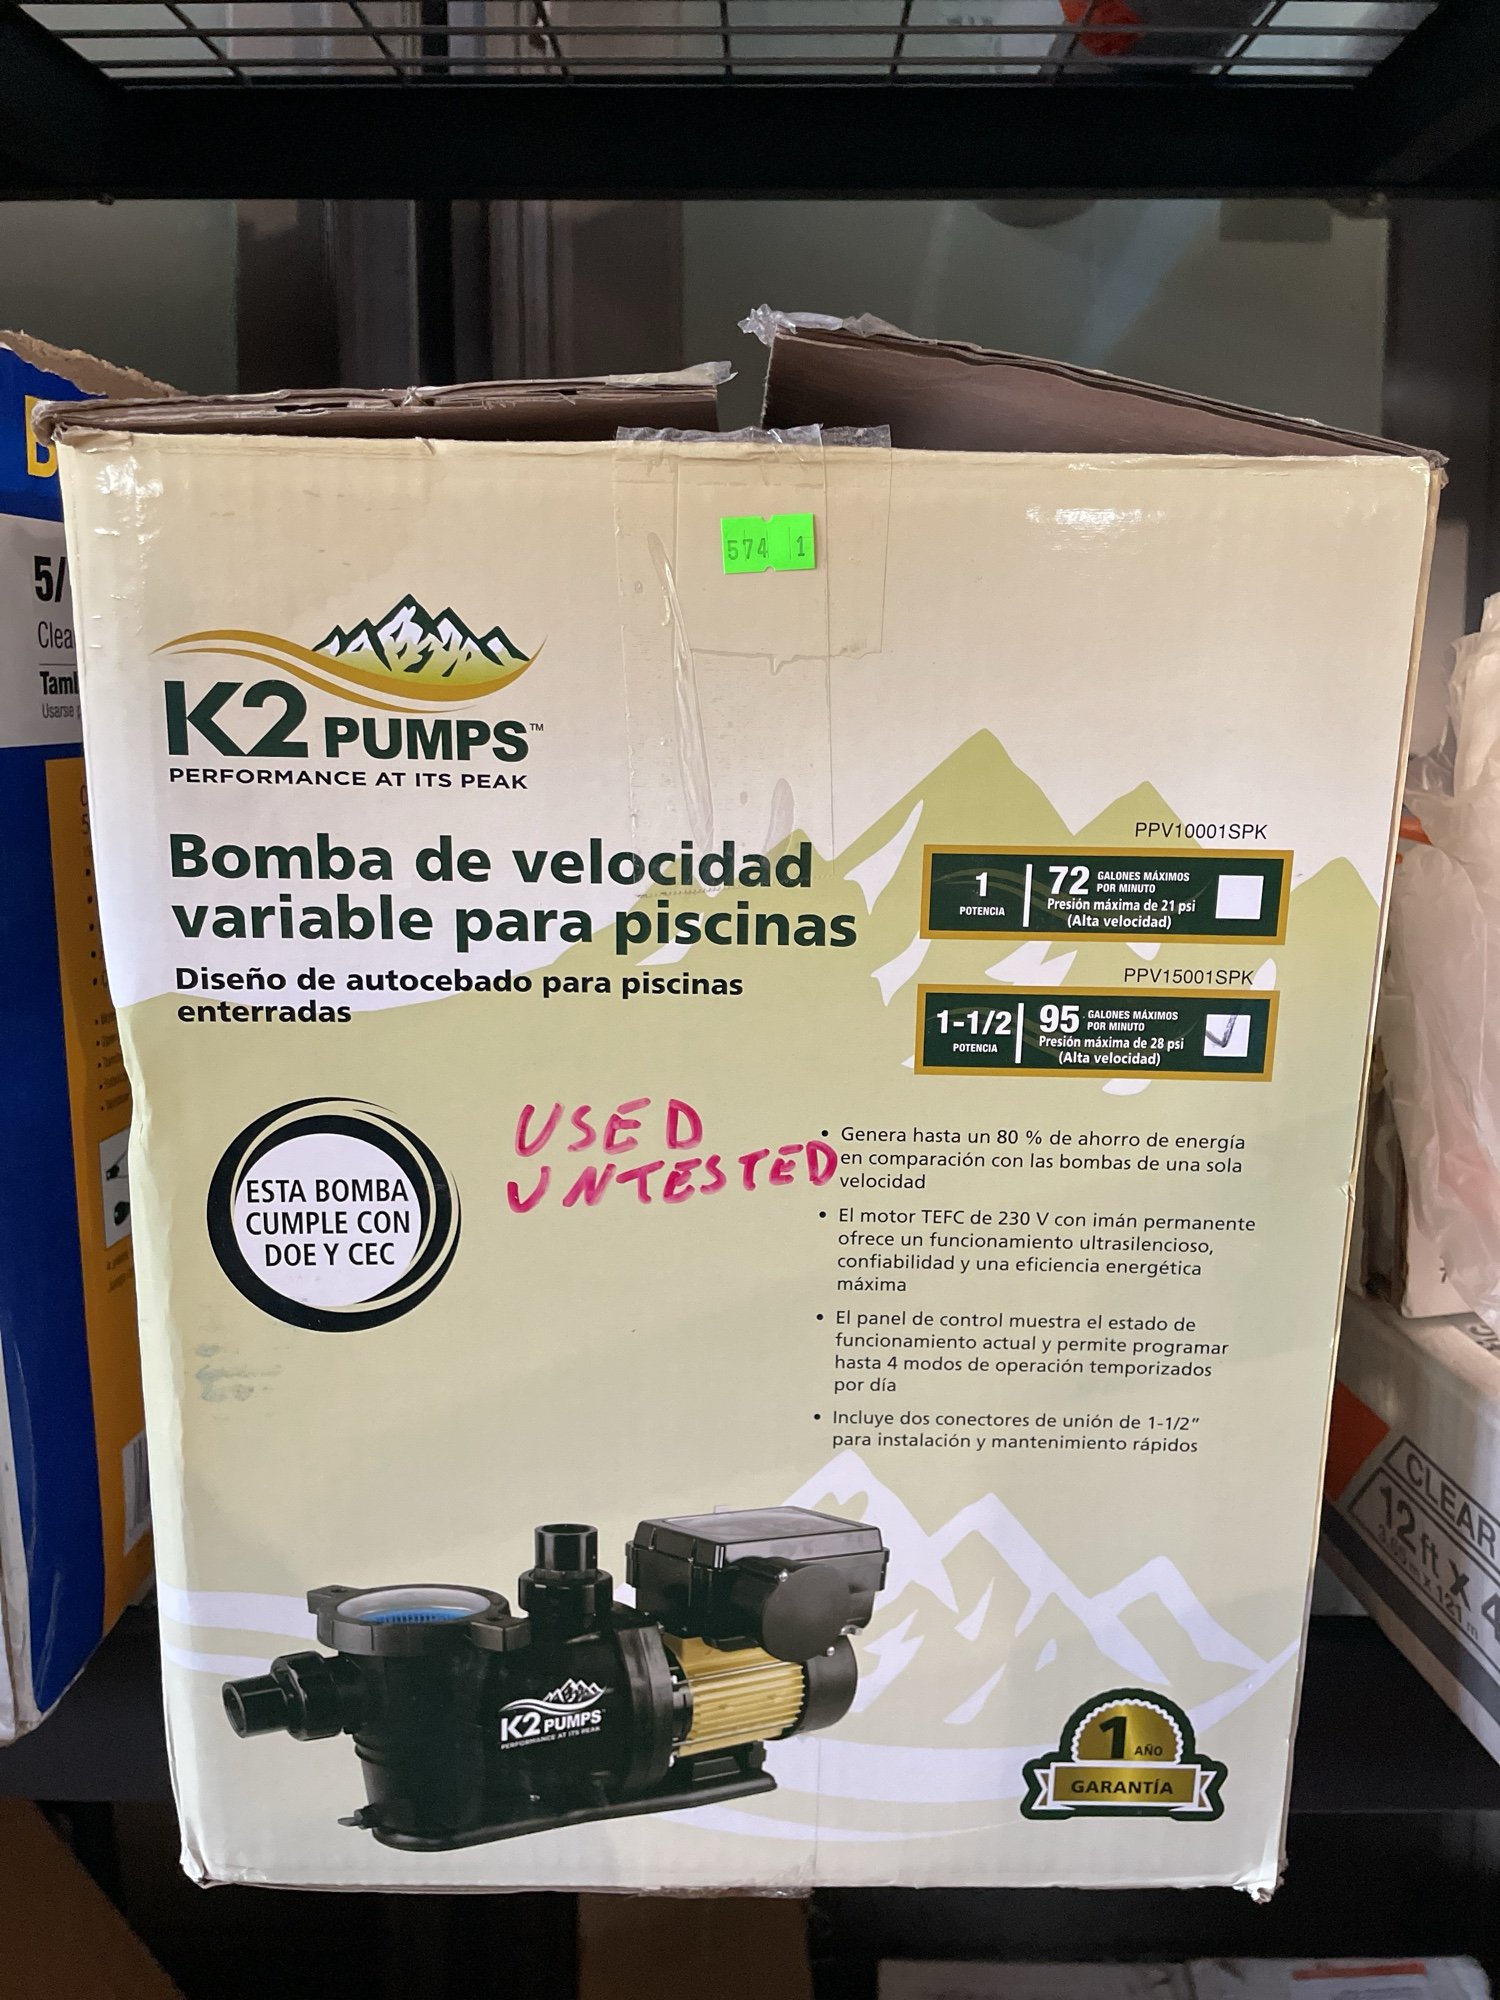 574 1
K2 PUMPS™
PERFORMANCE AT ITS PEAK
Bomba de velocidad
variable para piscinas
Diseño de autocebado para piscinas
enterradas
PPV10001SPK
1
POTENCIA
72 GALONES MÁXIMOS
POR MINUTO
Presión máxima de 21 psi
(Alta velocidad)
PPV15001SPK
1-1/2
POTENCIA
95 GALONES MÁXIMOS
POR MINUTO
Presión máxima de 28 psi
(Alta velocidad)
USED
UNTESTED
ESTA BOMBA
CUMPLE CON
DOE Y CEC
• Genera hasta un 80 % de ahorro de energía
en comparación con las bombas de una sola
velocidad
• El motor TEFC de 230 V con imán permanente
ofrece un funcionamiento ultrasilencioso,
confiabilidad y una eficiencia energética
máxima
• El panel de control muestra el estado de
funcionamiento actual y permite programar
hasta 4 modos de operación temporizados
por día
• Incluye dos conectores de unión de 1-1/2"
para instalación y mantenimiento rápidos
K2 PUMPS
PERFORMANCE AT ITS PEAK
1 AÑO
GARANTÍA
5/
CLEAR
12 ft x 4